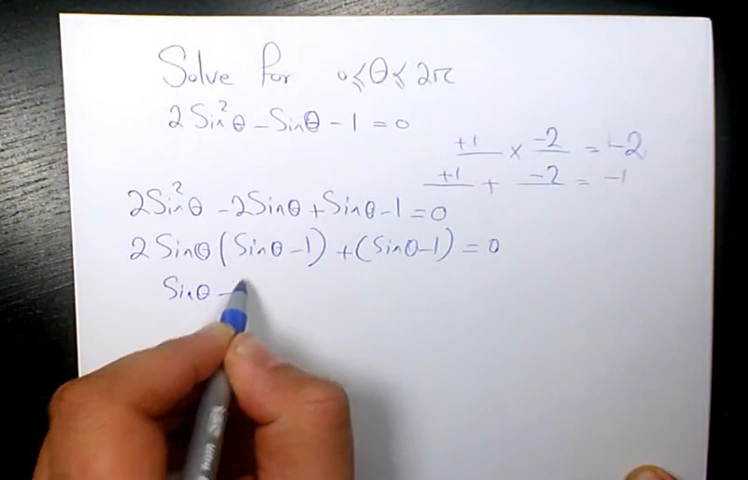 Solve for 0≤θ≤2π
2Sin²θ-Sinθ-1=0
+1 × -2 = -2
+1 + -2 = -1
2Sin²θ-2Sinθ+Sinθ-1=0
2Sinθ(Sinθ-1)+(Sinθ-1)=0
Sinθ-